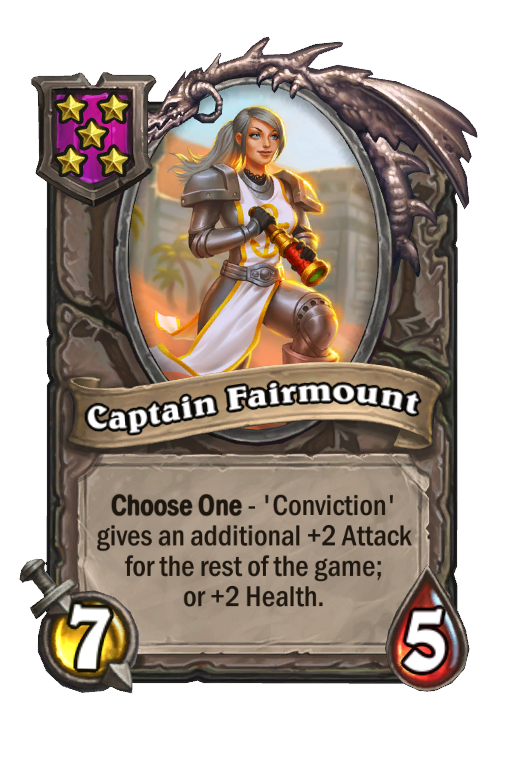 Captain Fairmount
Choose One - 'Conviction'
gives an additional +2 Attack
for the rest of the game;
or +2 Health.
7
5